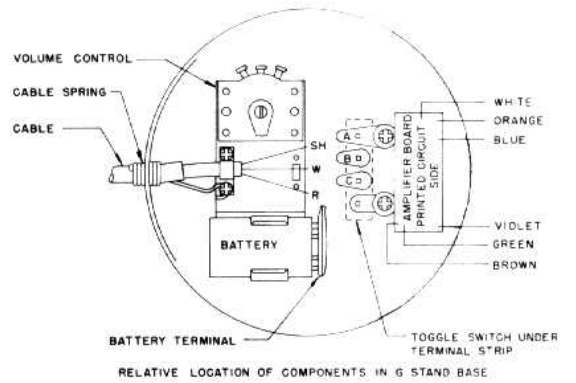 VOLUME CONTROL
CABLE SPRING
CABLE
SH
W
R
BATTERY
BATTERY TERMINAL
A
B
C
AMPLIFIER BOARD
PRINTED CIRCUIT
SIDE
WHITE
ORANGE
BLUE
VIOLET
GREEN
BROWN
TOGGLE SWITCH UNDER
TERMINAL STRIP
RELATIVE LOCATION OF COMPONENTS IN G STAND BASE